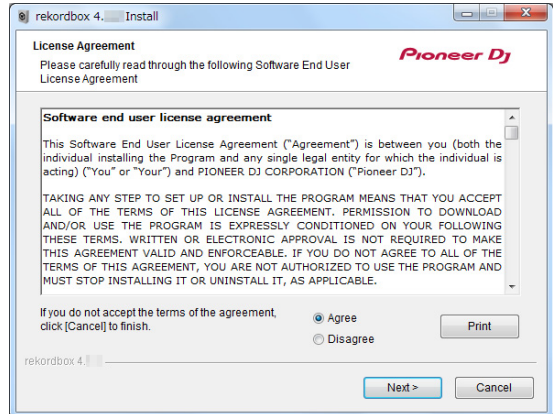 rekordbox 4. Install
License Agreement
Please carefully read through the following Software End User
License Agreement
Pioneer Dj
Software end user license agreement
This Software End User License Agreement (“Agreement”) is between you (both the
individual installing the Program and any single legal entity for which the individual is
acting) (“You” or “Your”) and PIONEER DJ CORPORATION (“Pioneer DJ”).
TAKING ANY STEP TO SET UP OR INSTALL THE PROGRAM MEANS THAT YOU ACCEPT
ALL OF THE TERMS OF THIS LICENSE AGREEMENT. PERMISSION TO DOWNLOAD
AND/OR USE THE PROGRAM IS EXPRESSLY CONDITIONED ON YOUR FOLLOWING
THESE TERMS. WRITTEN OR ELECTRONIC APPROVAL IS NOT REQUIRED TO MAKE
THIS AGREEMENT VALID AND ENFORCEABLE. IF YOU DO NOT AGREE TO ALL OF THE
TERMS OF THIS AGREEMENT, YOU ARE NOT AUTHORIZED TO USE THE PROGRAM AND
MUST STOP INSTALLING IT OR UNINSTALL IT, AS APPLICABLE.
If you do not accept the terms of the agreement,
click [Cancel] to finish.
Agree
Disagree
Print
rekordbox 4.
Next >
Cancel